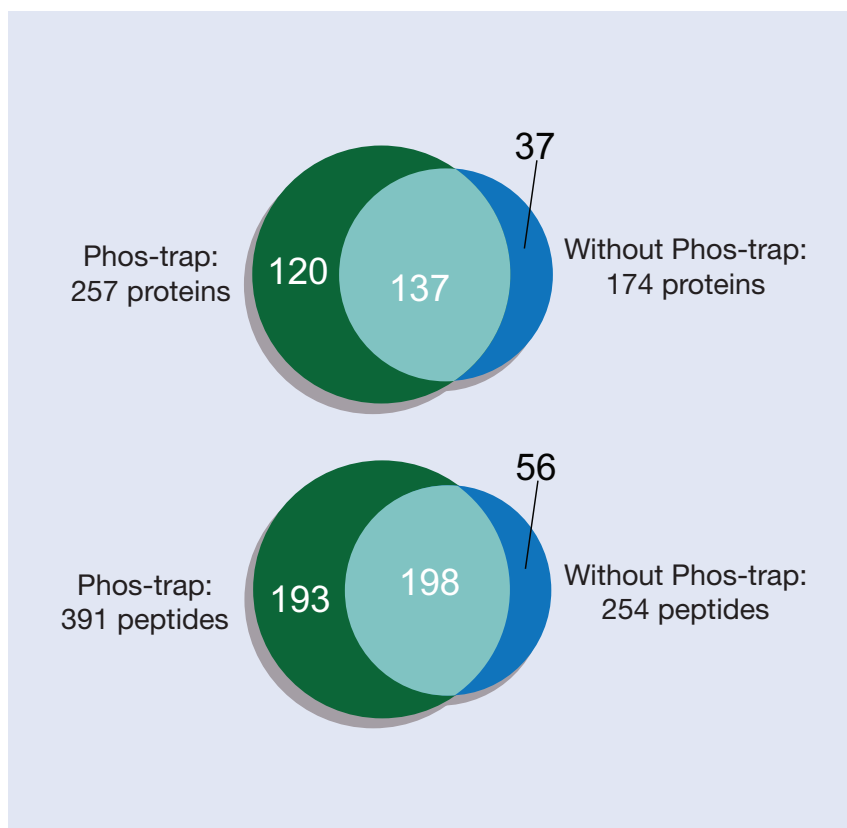 37
Phos-trap:
257 proteins
120
137
Without Phos-trap:
174 proteins
56
Phos-trap:
391 peptides
193
198
Without Phos-trap:
254 peptides